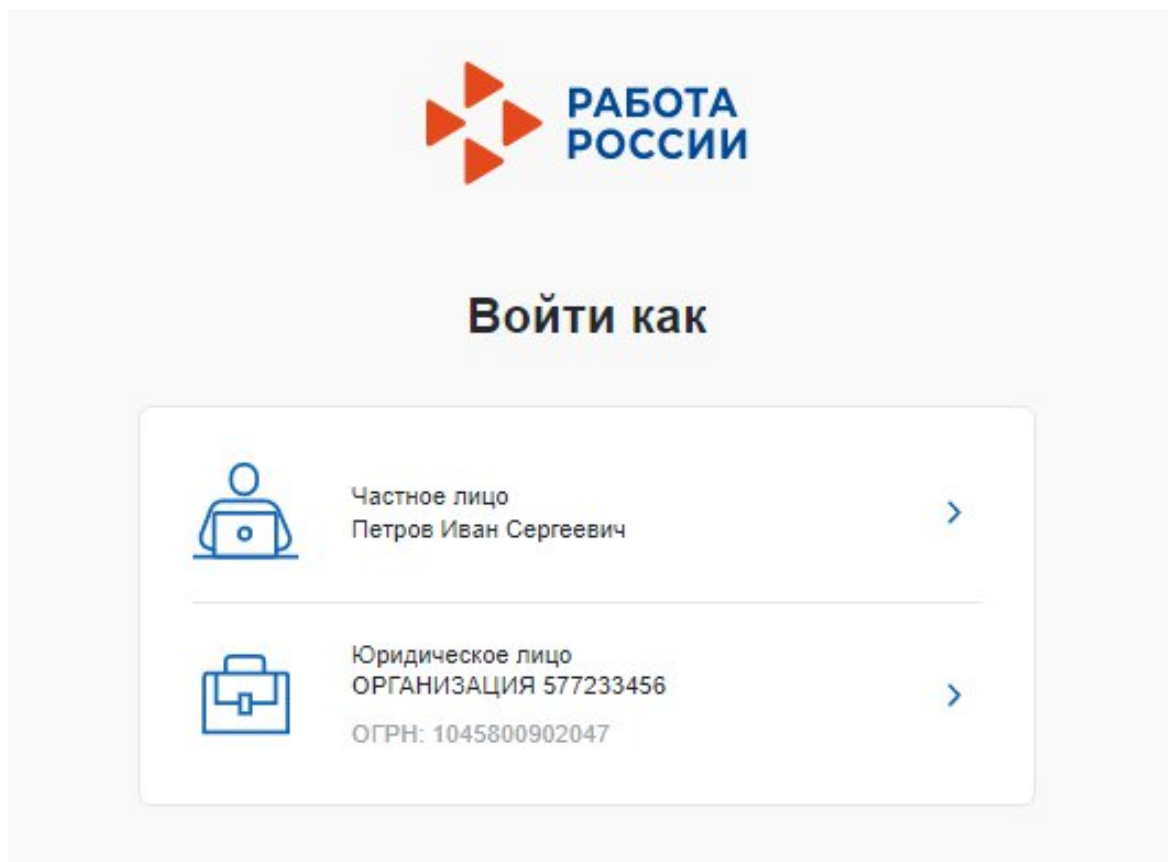 РАБОТА
РОССИИ
Войти как
Частное лицо
Петров Иван Сергеевич
Юридическое лицо
ОРГАНИЗАЦИЯ 577233456
ОГРН: 1045800902047